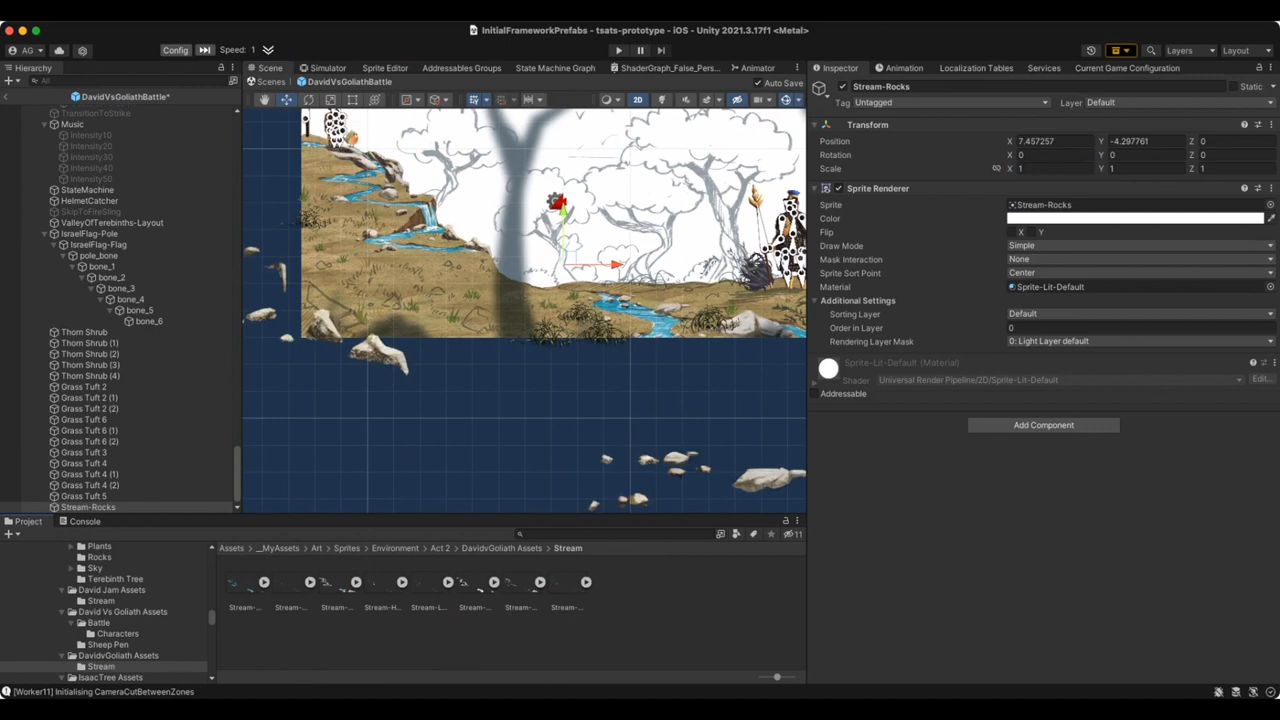 InitialFrameworkPrefabs - tsats-prototype - iOS - Unity 2021.3.17f1 <Metal>
AG
Config
Speed: 1
Layers
Layout
Hierarchy
All
DavidVsGoliathBattle*
TransitionToStrike
Music
Intensity10
Intensity20
Intensity30
Intensity40
Intensity50
StateMachine
HelmetCatcher
SkipToFireSling
ValleyOfTerebinths-Layout
IsraelFlag-Pole
IsraelFlag-Flag
pole_bone
bone_1
bone_2
bone_3
bone_4
bone_5
bone_6
Thorn Shrub
Thorn Shrub (1)
Thorn Shrub (2)
Thorn Shrub (3)
Thorn Shrub (4)
Grass Tuft 2
Grass Tuft 2 (1)
Grass Tuft 2 (2)
Grass Tuft 6
Grass Tuft 6 (1)
Grass Tuft 6 (2)
Grass Tuft 3
Grass Tuft 4
Grass Tuft 4 (1)
Grass Tuft 4 (2)
Grass Tuft 5
Stream-Rocks
Scene Simulator Sprite Editor Addressables Groups State Machine Graph ShaderGraph_False_Pers... Animator
Scenes DavidVsGoliathBattle Auto Save
2D
Inspector Animation Localization Tables Services Current Game Configuration
Stream-Rocks Static
Tag Untagged Layer Default
Transform
Position X 7.457257 Y -4.297761 Z 0
Rotation X 0 Y 0 Z 0
Scale X 1 Y 1 Z 1
Sprite Renderer
Sprite Stream-Rocks
Color
Flip X Y
Draw Mode Simple
Mask Interaction None
Sprite Sort Point Center
Material Sprite-Lit-Default
Additional Settings
Sorting Layer Default
Order in Layer 0
Rendering Layer Mask 0: Light Layer default
Sprite-Lit-Default (Material)
Shader Universal Render Pipeline/2D/Sprite-Lit-Default Edit...
Addressable
Add Component
Project Console
11
Plants
Rocks
Sky
Terebinth Tree
David Jam Assets
Stream
David Vs Goliath Assets
Battle
Characters
Sheep Pen
DavidvGoliath Assets
Stream
IsaacTree Assets
Assets > __MyAssets > Art > Sprites > Environment > Act 2 > DavidvGoliath Assets > Stream
Stream-... Stream-... Stream-... Stream-H... Stream-L... Stream-... Stream-... Stream-...
[Worker11] Initialising CameraCutBetweenZones